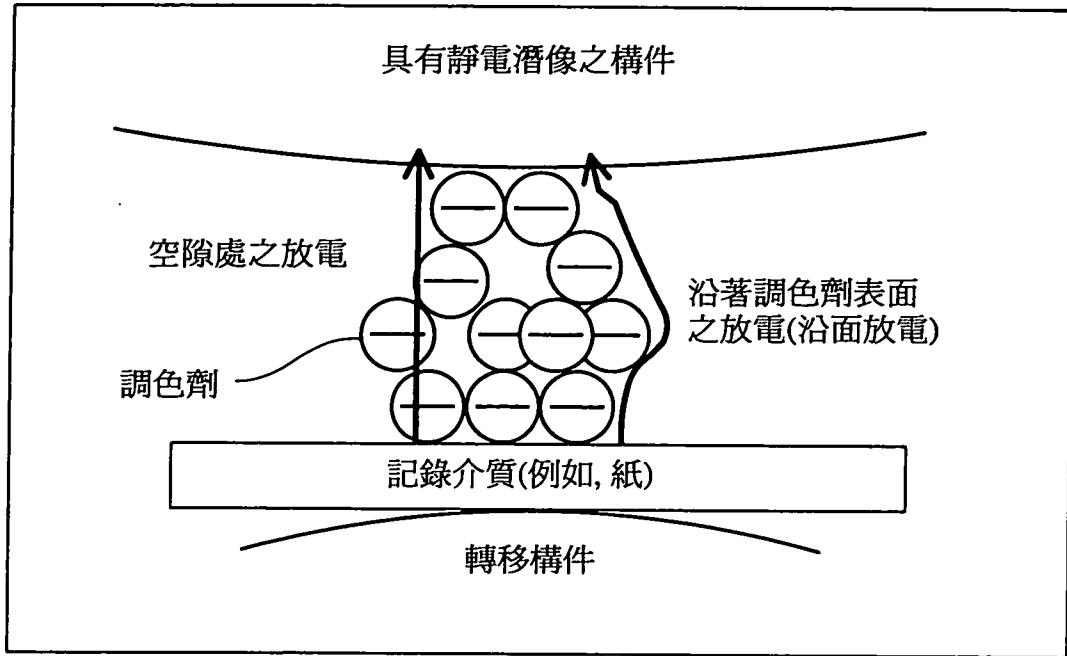 具有靜電潛像之構件
空隙處之放電
沿著調色劑表面
之放電(沿面放電)
調色劑
記錄介質(例如, 紙)
轉移構件